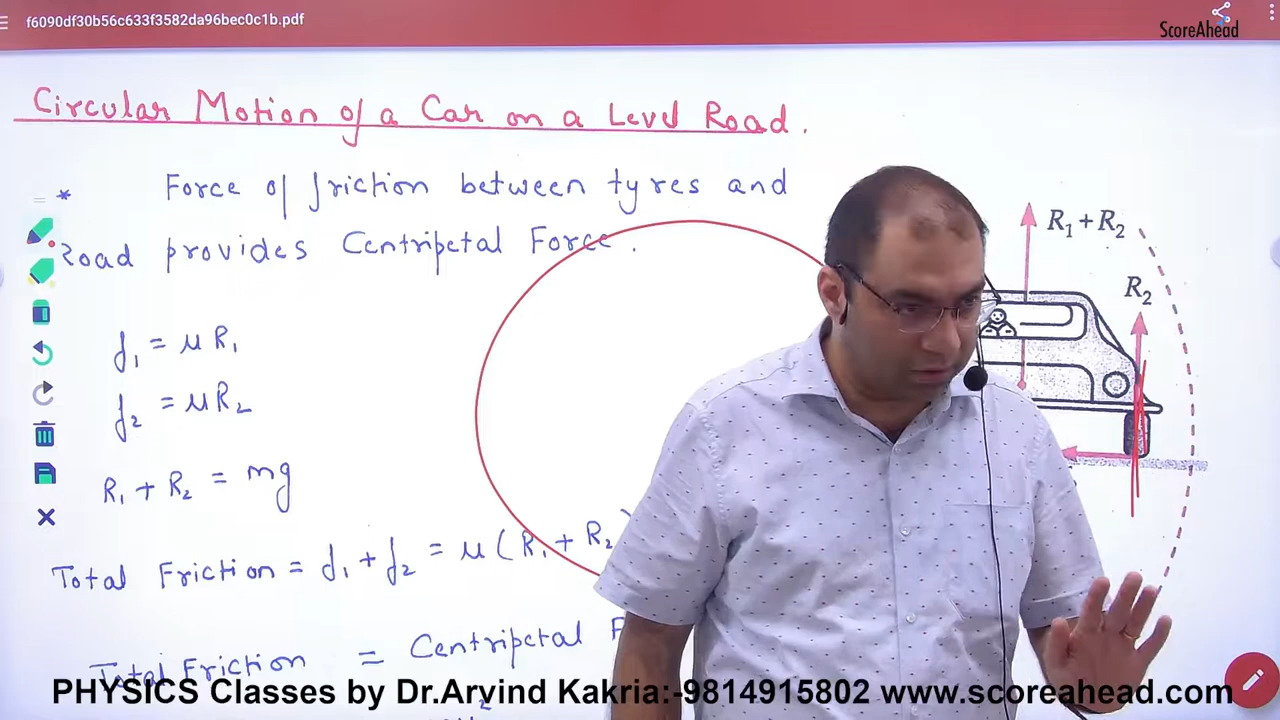 f6090df30b56c633f3582da96bec0c1b.pdf
ScoreAhead
Circular Motion of a Car on a Level Road.
* Force of friction between tyres and
Road provides Centripetal Force.
R₁ + R₂
R₂
f₁ = μ R₁
f₂ = μ R₂
R₁ + R₂ = mg
Total Friction = f₁ + f₂ = μ (R₁ + R₂
Total Friction = Centripetal
PHYSICS Classes by Dr.Arvind Kakria:-9814915802 www.scoreahead.com